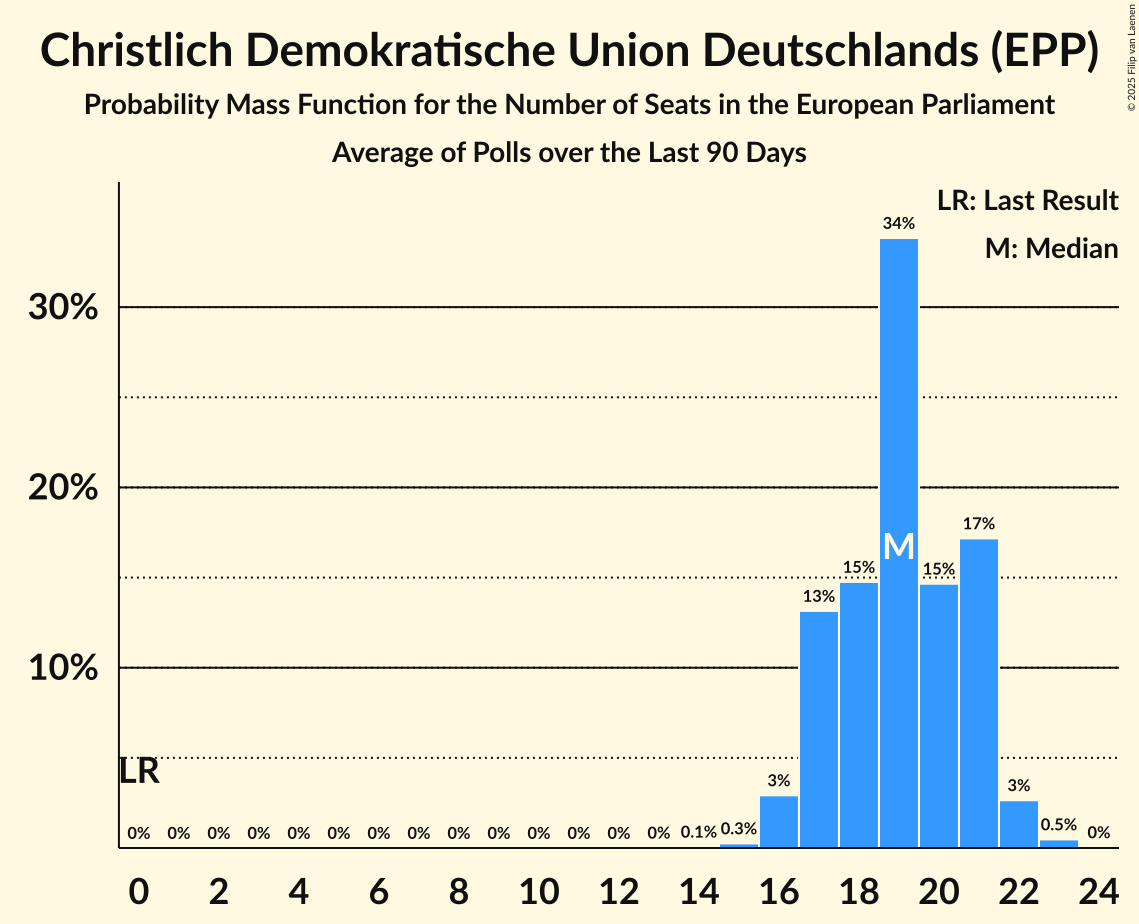 Christlich Demokratische Union Deutschlands (EPP)
Probability Mass Function for the Number of Seats in the European Parliament
Average of Polls over the Last 90 Days
© 2025 Filip van Laenen
LR: Last Result
M: Median
34%
30%
20%
17%
M
15%
15%
13%
10%
LR
3%
3%
0% 0% 0% 0% 0% 0% 0% 0% 0% 0% 0% 0% 0% 0% 0.1% 0.3% 0.5% 0%
0 2 4 6 8 10 12 14 16 18 20 22 24